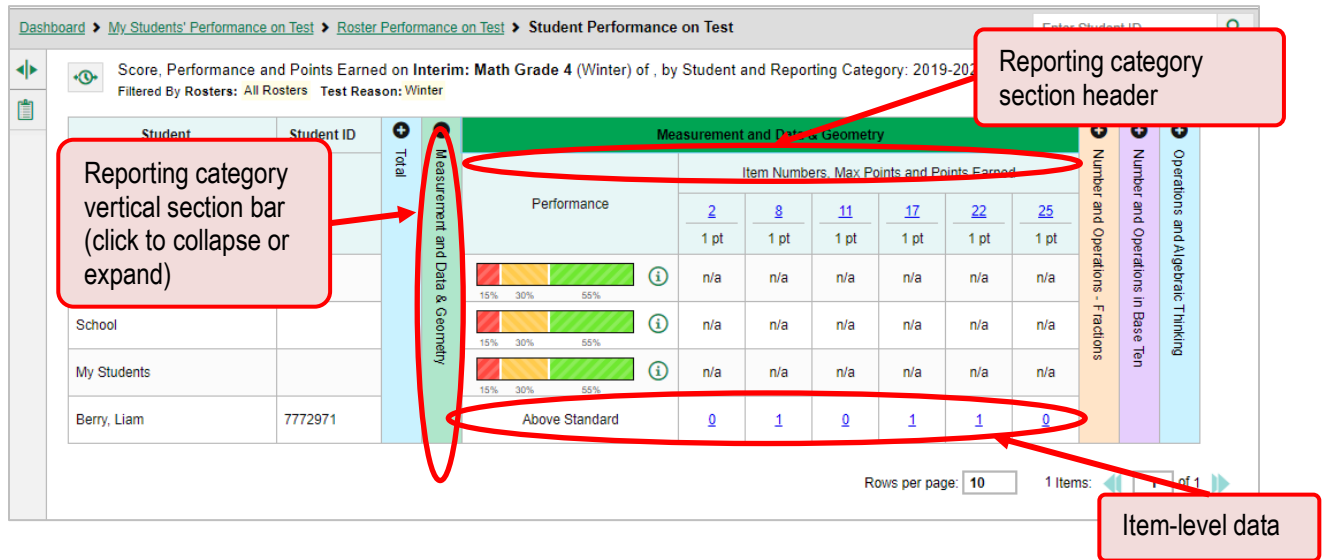 Dashboard > My Students' Performance on Test > Roster Performance on Test > Student Performance on Test
Enter Student ID
Score, Performance and Points Earned on Interim: Math Grade 4 (Winter) of , by Student and Reporting Category: 2019-202
Filtered By Rosters: All Rosters Test Reason: Winter
Reporting category
section header
Student
Student ID
Total
Measurement and Data & Geometry
Measurement and Data & Geometry
Number and Operations - Fractions
Number and Operations in Base Ten
Operations and Algebraic Thinking
Reporting category
vertical section bar
(click to collapse or
expand)
Performance
Item Numbers, Max Points and Points Earned
2 8 11 17 22 25
1 pt 1 pt 1 pt 1 pt 1 pt 1 pt
15% 30% 55% n/a n/a n/a n/a n/a n/a
School 15% 30% 55% n/a n/a n/a n/a n/a n/a
My Students 15% 30% 55% n/a n/a n/a n/a n/a n/a
Berry, Liam 7772971 Above Standard 0 1 0 1 1 0
Rows per page: 10 1 Items: 1 of 1
Item-level data